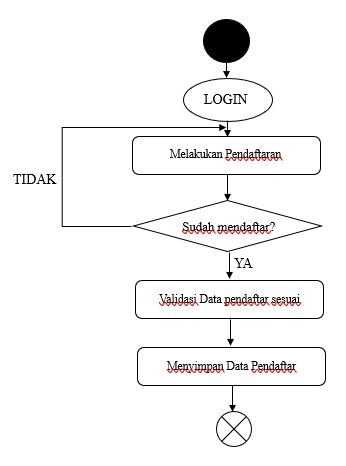 LOGIN
Melakukan Pendaftaran
TIDAK
Sudah mendaftar?
YA
Validasi Data pendaftar sesuai
Menyimpan Data Pendaftar